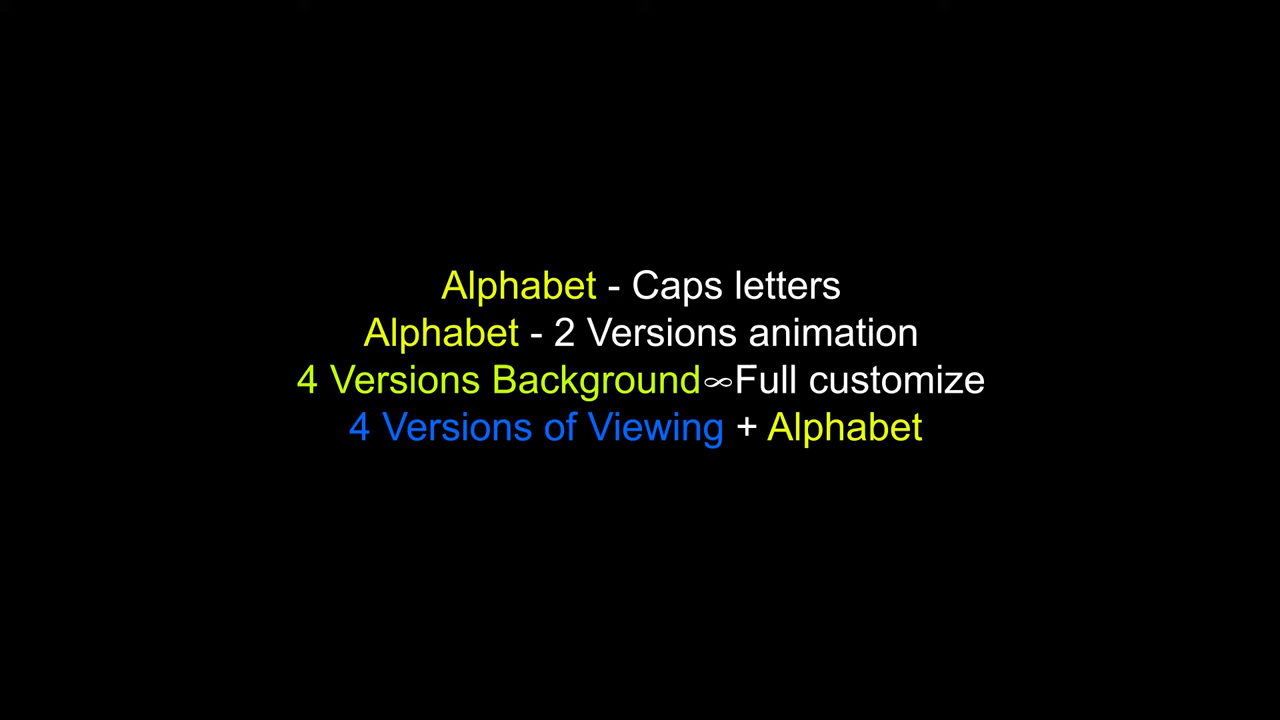 Alphabet - Caps letters
Alphabet - 2 Versions animation
4 Versions Background∞Full customize
4 Versions of Viewing + Alphabet